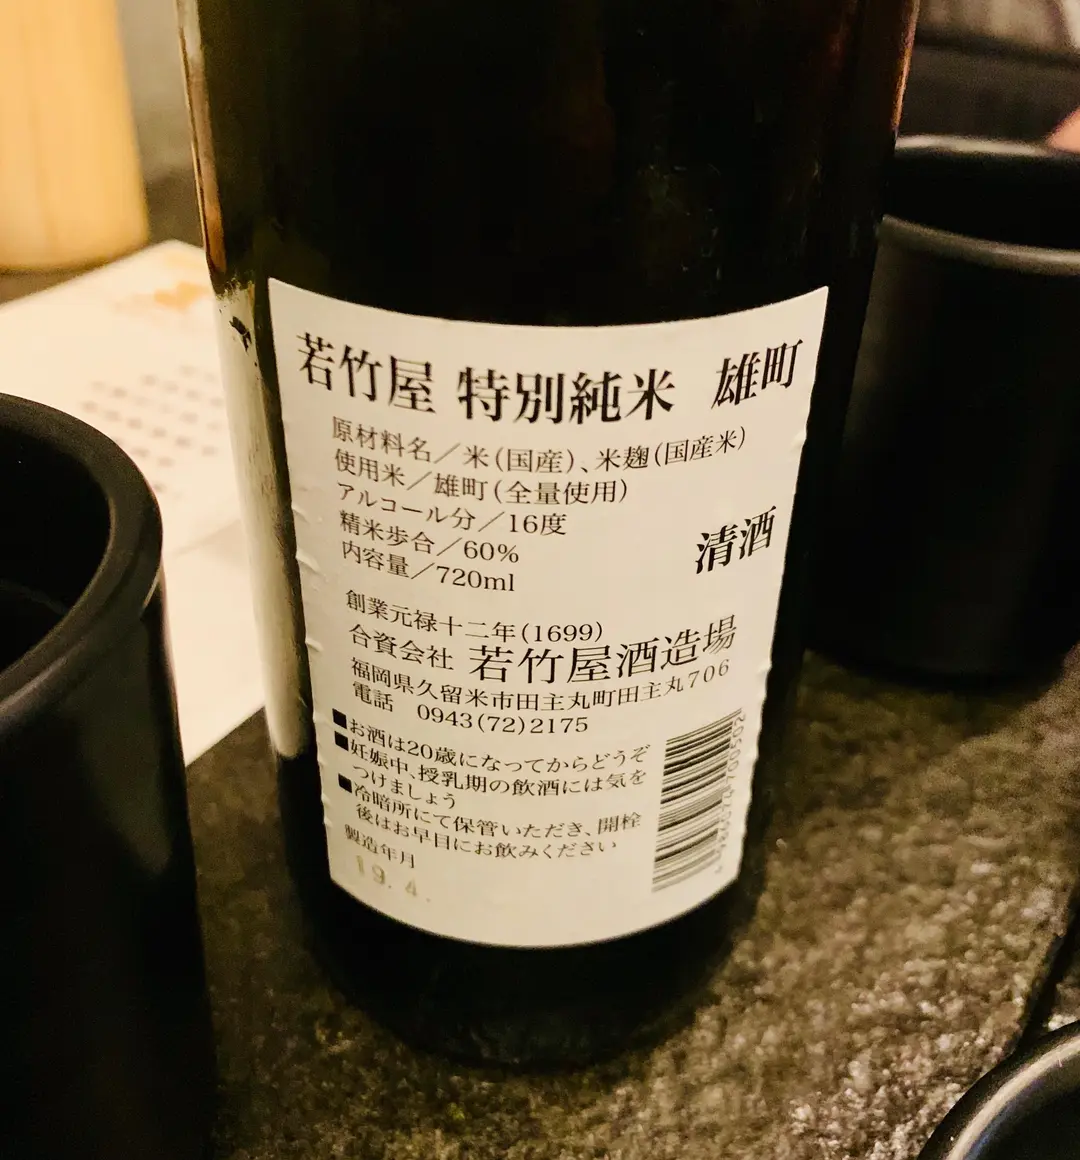 若竹屋 特別純米 雄町
原材料名／米(国産)、米麹(国産米)
使用米／雄町(全量使用)
アルコール分／16度
精米歩合／60%
内容量／720ml
清酒
創業元禄十二年(1699)
合資会社 若竹屋酒造場
福岡県久留米市田主丸町田主丸706
電話 0943(72)2175
■お酒は20歳になってからどうぞ
■妊娠中、授乳期の飲酒には気を
つけましょう
■冷暗所にて保管いただき、開栓
後はお早目にお飲みください
製造年月
19.4.